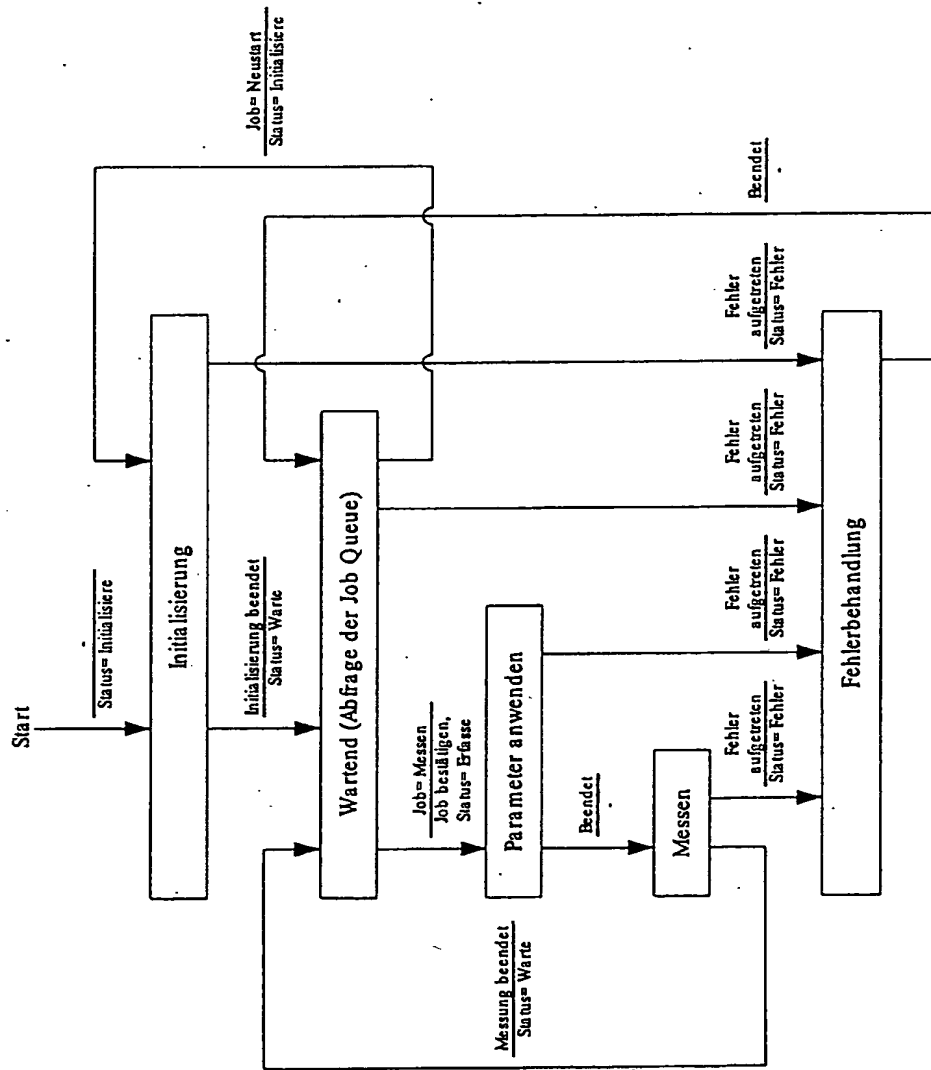 Start
Status= Initialisiere
Job= Neustart
Status= Initialisiere
Initialisierung
Initialisierung beendet
Status= Warte
Wartend (Abfrage der Job Queue)
Job= Messen
Job bestätigen,
Status= Erfasse
Parameter anwenden
Beendet
Messen
Messung beendet
Status= Warte
Fehler
aufgetreten
Status= Fehler
Fehler
aufgetreten
Status= Fehler
Fehler
aufgetreten
Status= Fehler
Fehler
aufgetreten
Status= Fehler
Beendet
Fehlerbehandlung